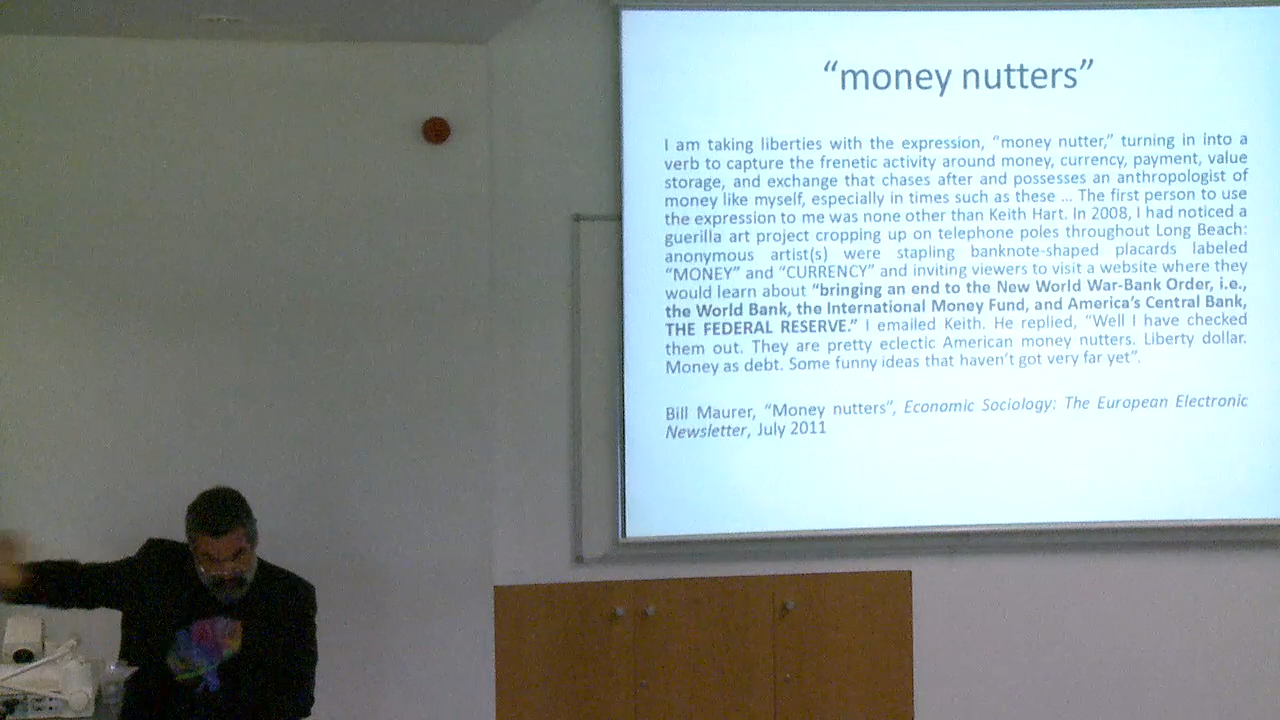 “money nutters”
I am taking liberties with the expression, “money nutter,” turning in into a
verb to capture the frenetic activity around money, currency, payment, value
storage, and exchange that chases after and possesses an anthropologist of
money like myself, especially in times such as these ... The first person to use
the expression to me was none other than Keith Hart. In 2008, I had noticed a
guerilla art project cropping up on telephone poles throughout Long Beach:
anonymous artist(s) were stapling banknote-shaped placards labeled
“MONEY” and “CURRENCY” and inviting viewers to visit a website where they
would learn about “bringing an end to the New World War-Bank Order, i.e.,
the World Bank, the International Money Fund, and America’s Central Bank,
THE FEDERAL RESERVE.” I emailed Keith. He replied, “Well I have checked
them out. They are pretty eclectic American money nutters. Liberty dollar.
Money as debt. Some funny ideas that haven’t got very far yet”.
Bill Maurer, “Money nutters”, Economic Sociology: The European Electronic
Newsletter, July 2011